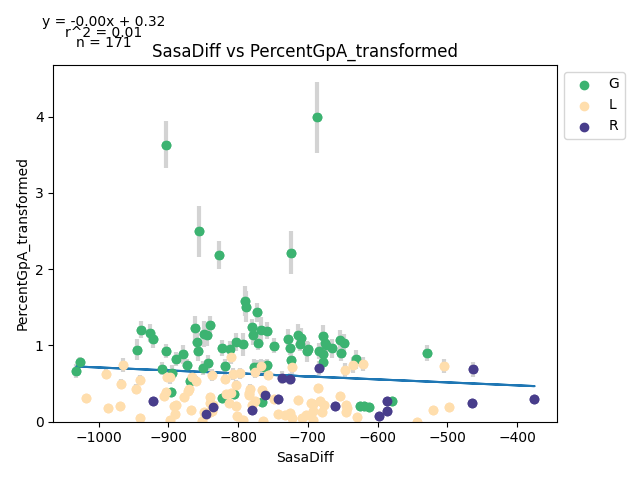 y = -0.00x + 0.32
r^2 = 0.01
n = 171
SasaDiff vs PercentGpA_transformed
PercentGpA_transformed
4
3
2
1
0
−1000
−900
−800
−700
−600
−500
−400
SasaDiff
G
L
R